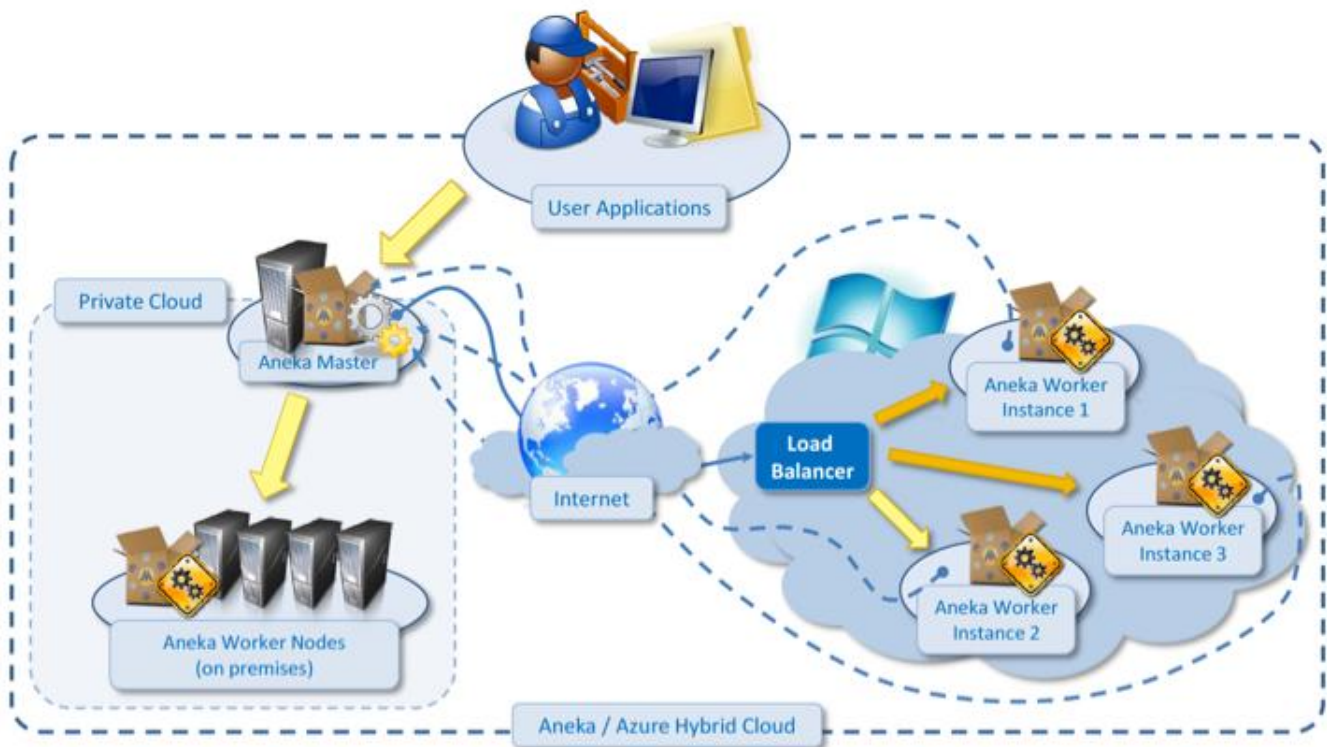 User Applications
Private Cloud
Aneka Master
Aneka Worker
Instance 1
Load
Balancer
Internet
Aneka Worker
Instance 3
Aneka Worker
Instance 2
Aneka Worker Nodes
(on premises)
Aneka / Azure Hybrid Cloud